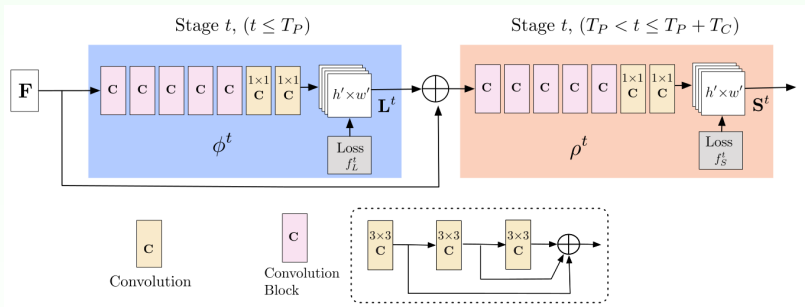 Stage t, (t ≤ T_P)
Stage t, (T_P < t ≤ T_P + T_C)
F
C C C C C 1×1 C 1×1 C h′×w′ L^t
Loss f_L^t
ϕ^t
C C C C C 1×1 C 1×1 C h′×w′ S^t
Loss f_S^t
ρ^t
C
Convolution
C
Convolution
Block
3×3 3×3 3×3
C C C